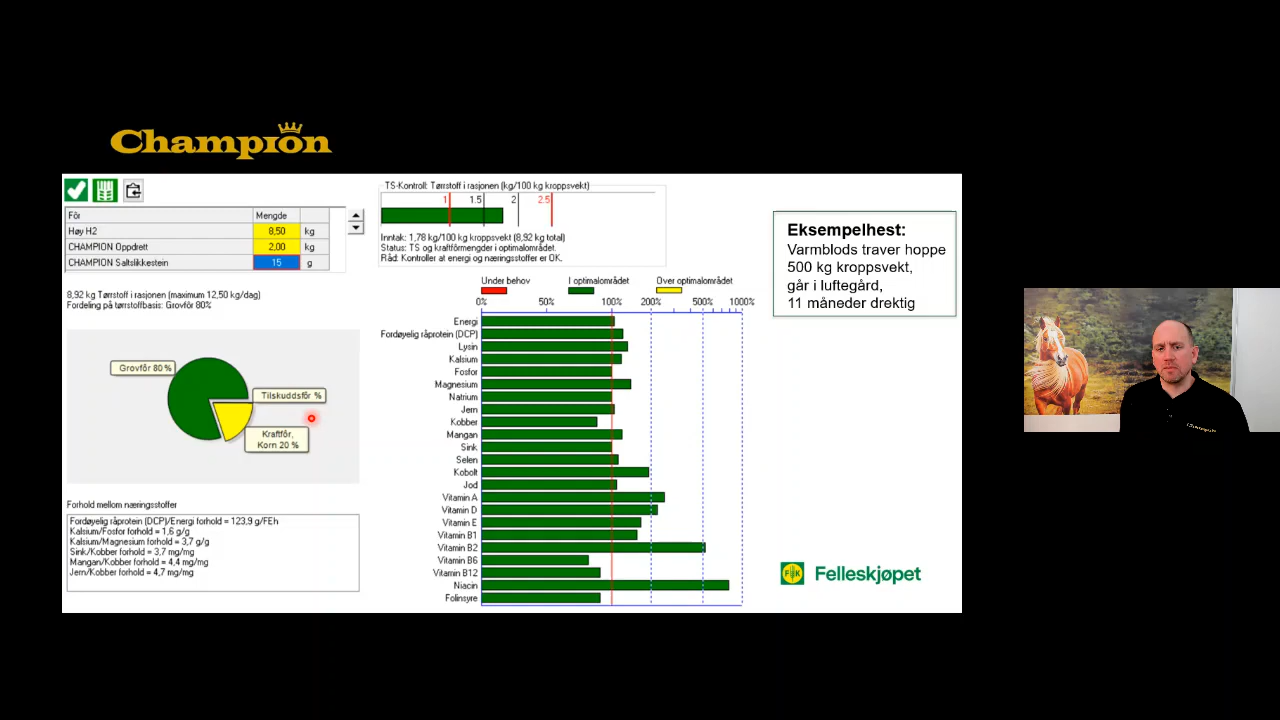 Champion
Fôr Mengde
Høy H2 8,50 kg
CHAMPION Oppdrett 2,00 kg
CHAMPION Saltslikkestein 15 g
8,92 kg Tørrstoff i rasjonen (maximum 12,50 kg/dag)
Fordeling på tørrstoffbasis: Grovfôr 80%
Grovfôr 80 %
Tilskuddsfôr %
Kraftfôr,
Korn 20 %
Forhold mellom næringsstoffer
Fordøyelig råprotein (DCP)/Energi forhold = 123,9 g/FEh
Kalsium/Fosfor forhold = 1,6 g/g
Kalsium/Magnesium forhold = 3,7 g/g
Sink/Kobber forhold = 3,7 mg/mg
Mangan/Kobber forhold = 4,4 mg/mg
Jern/Kobber forhold = 4,7 mg/mg
TS-Kontroll: Tørrstoff i rasjonen (kg/100 kg kroppsvekt)
1 1.5 2 2.5
Inntak: 1,78 kg/100 kg kroppsvekt (8,92 kg total)
Status: TS og kraftfôrmengder i optimalområdet.
Råd: Kontroller at energi og næringsstoffer er OK.
Under behov I optimalområdet Over optimalområdet
0% 50% 100% 200% 500% 1000%
Energi
Fordøyelig råprotein (DCP)
Lysin
Kalsium
Fosfor
Magnesium
Natrium
Jern
Kobber
Mangan
Sink
Selen
Kobolt
Jod
Vitamin A
Vitamin D
Vitamin E
Vitamin B1
Vitamin B2
Vitamin B6
Vitamin B12
Niacin
Folinsyre
Eksempelhest:
Varmblods traver hoppe
500 kg kroppsvekt,
går i luftegård,
11 måneder drektig
FK Felleskjøpet